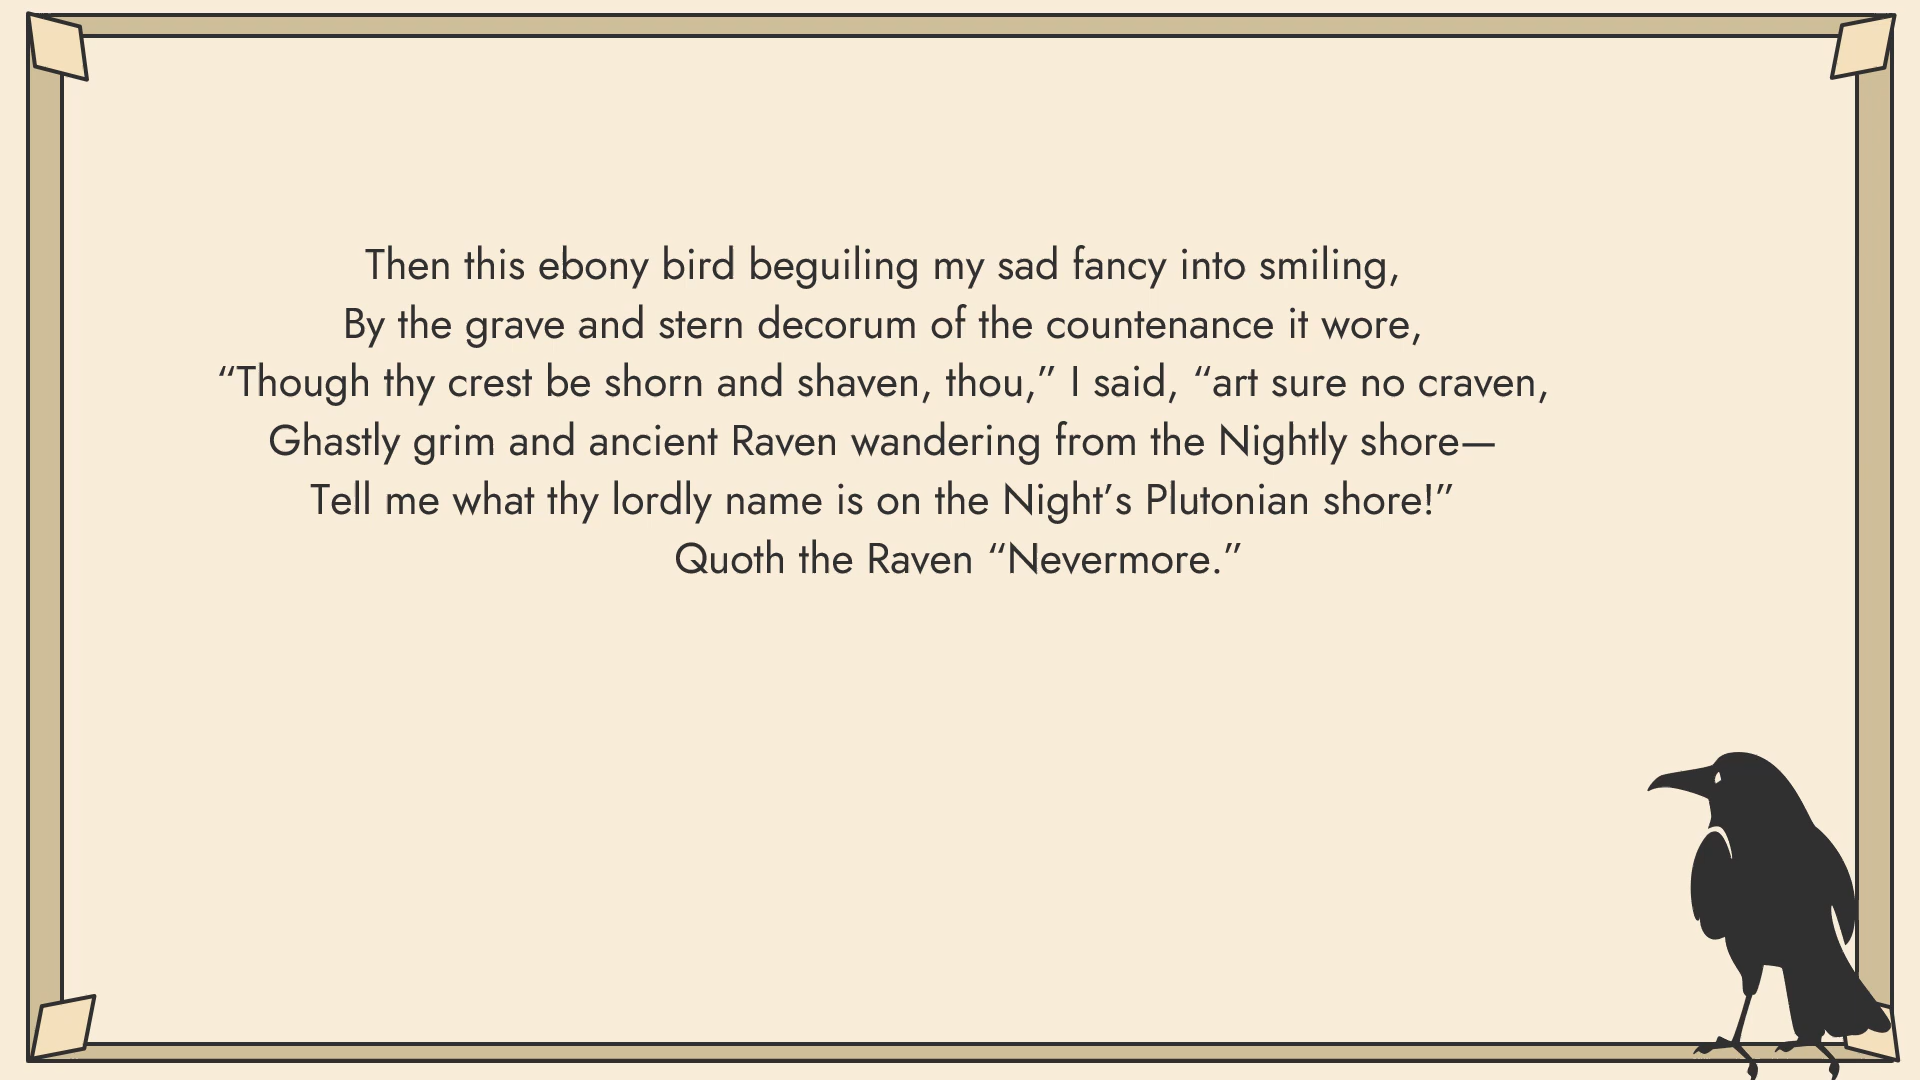 Then this ebony bird beguiling my sad fancy into smiling,
By the grave and stern decorum of the countenance it wore,
“Though thy crest be shorn and shaven, thou,” I said, “art sure no craven,
Ghastly grim and ancient Raven wandering from the Nightly shore—
Tell me what thy lordly name is on the Night’s Plutonian shore!”
Quoth the Raven “Nevermore.”